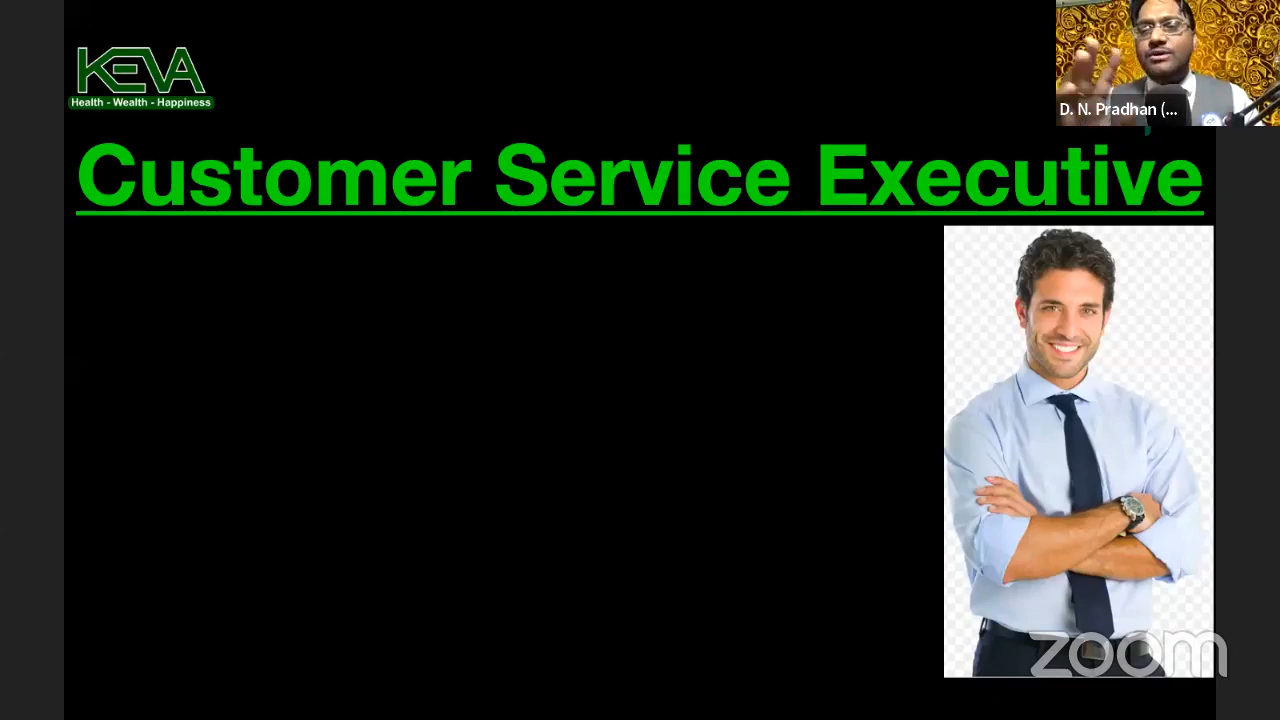 KEVA
Health - Wealth - Happiness
D. N. Pradhan (...
Customer Service Executive
zoom